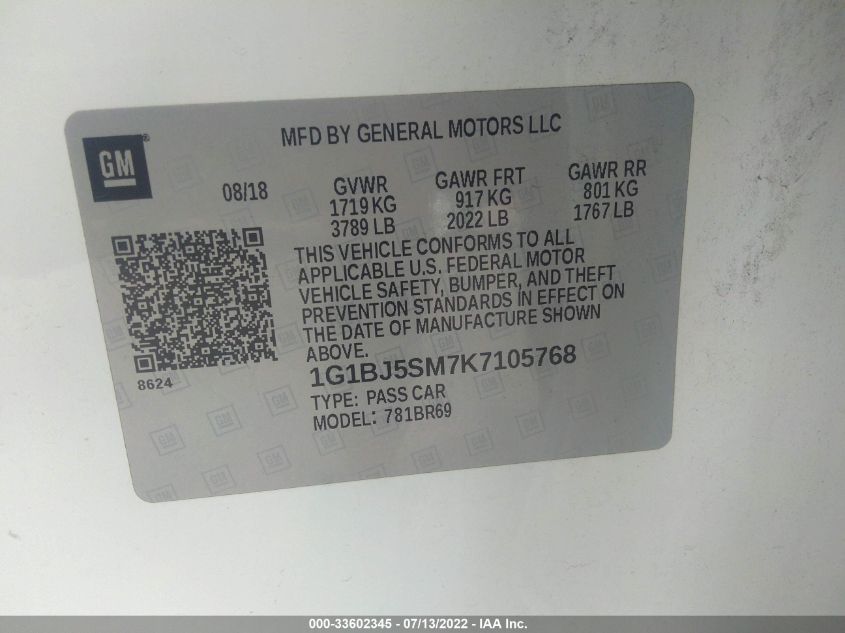 MFD BY GENERAL MOTORS LLC
GM®
08/18
GVWR
1719 KG
3789 LB
GAWR FRT
917 KG
2022 LB
GAWR RR
801 KG
1767 LB
THIS VEHICLE CONFORMS TO ALL
APPLICABLE U.S. FEDERAL MOTOR
VEHICLE SAFETY, BUMPER, AND THEFT
PREVENTION STANDARDS IN EFFECT ON
THE DATE OF MANUFACTURE SHOWN
ABOVE.
8624
1G1BJ5SM7K7105768
TYPE: PASS CAR
MODEL: 781BR69
000-33602345 - 07/13/2022 - IAA Inc.